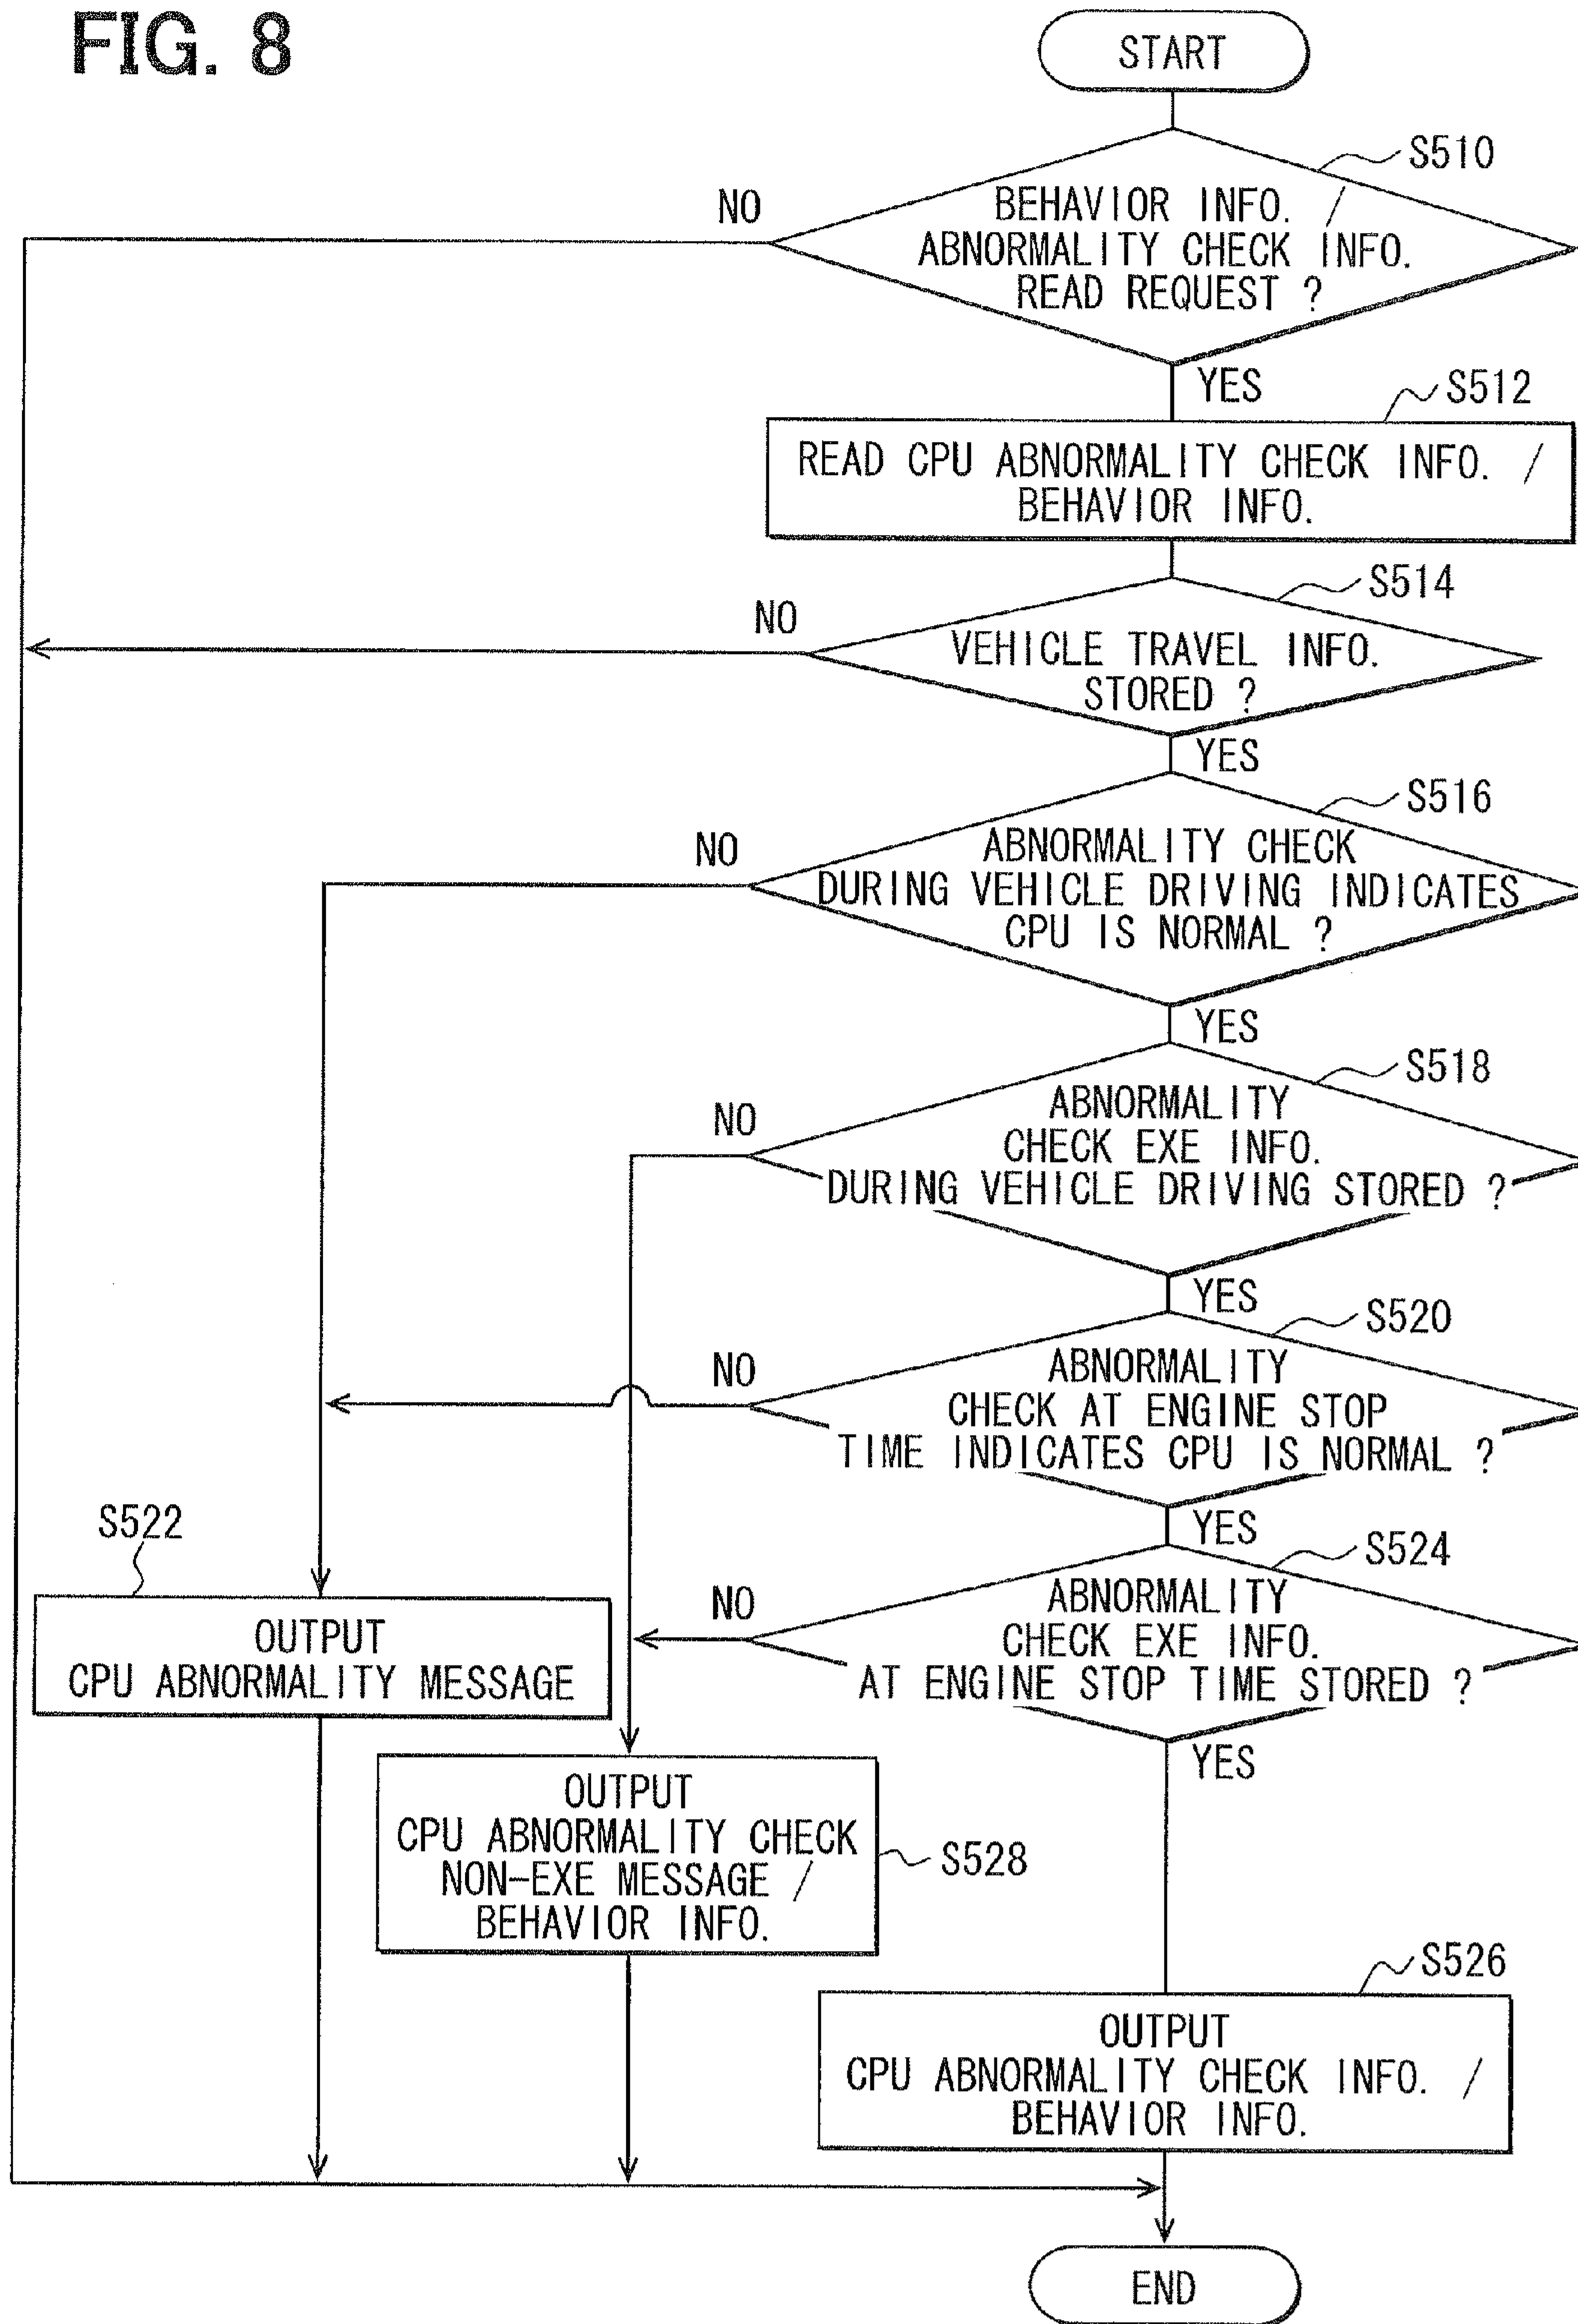 FIG. 8
START
S510
NO
BEHAVIOR INFO. /
ABNORMALITY CHECK INFO.
READ REQUEST ?
YES
S512
READ CPU ABNORMALITY CHECK INFO. /
BEHAVIOR INFO.
S514
NO
VEHICLE TRAVEL INFO.
STORED ?
YES
S516
NO
ABNORMALITY CHECK
DURING VEHICLE DRIVING INDICATES
CPU IS NORMAL ?
YES
S518
NO
ABNORMALITY
CHECK EXE INFO.
DURING VEHICLE DRIVING STORED ?
YES
S520
NO
ABNORMALITY
CHECK AT ENGINE STOP
TIME INDICATES CPU IS NORMAL ?
YES
S522
OUTPUT
CPU ABNORMALITY MESSAGE
S524
NO
ABNORMALITY
CHECK EXE INFO.
AT ENGINE STOP TIME STORED ?
YES
OUTPUT
CPU ABNORMALITY CHECK
NON-EXE MESSAGE /
BEHAVIOR INFO.
S528
S526
OUTPUT
CPU ABNORMALITY CHECK INFO. /
BEHAVIOR INFO.
END